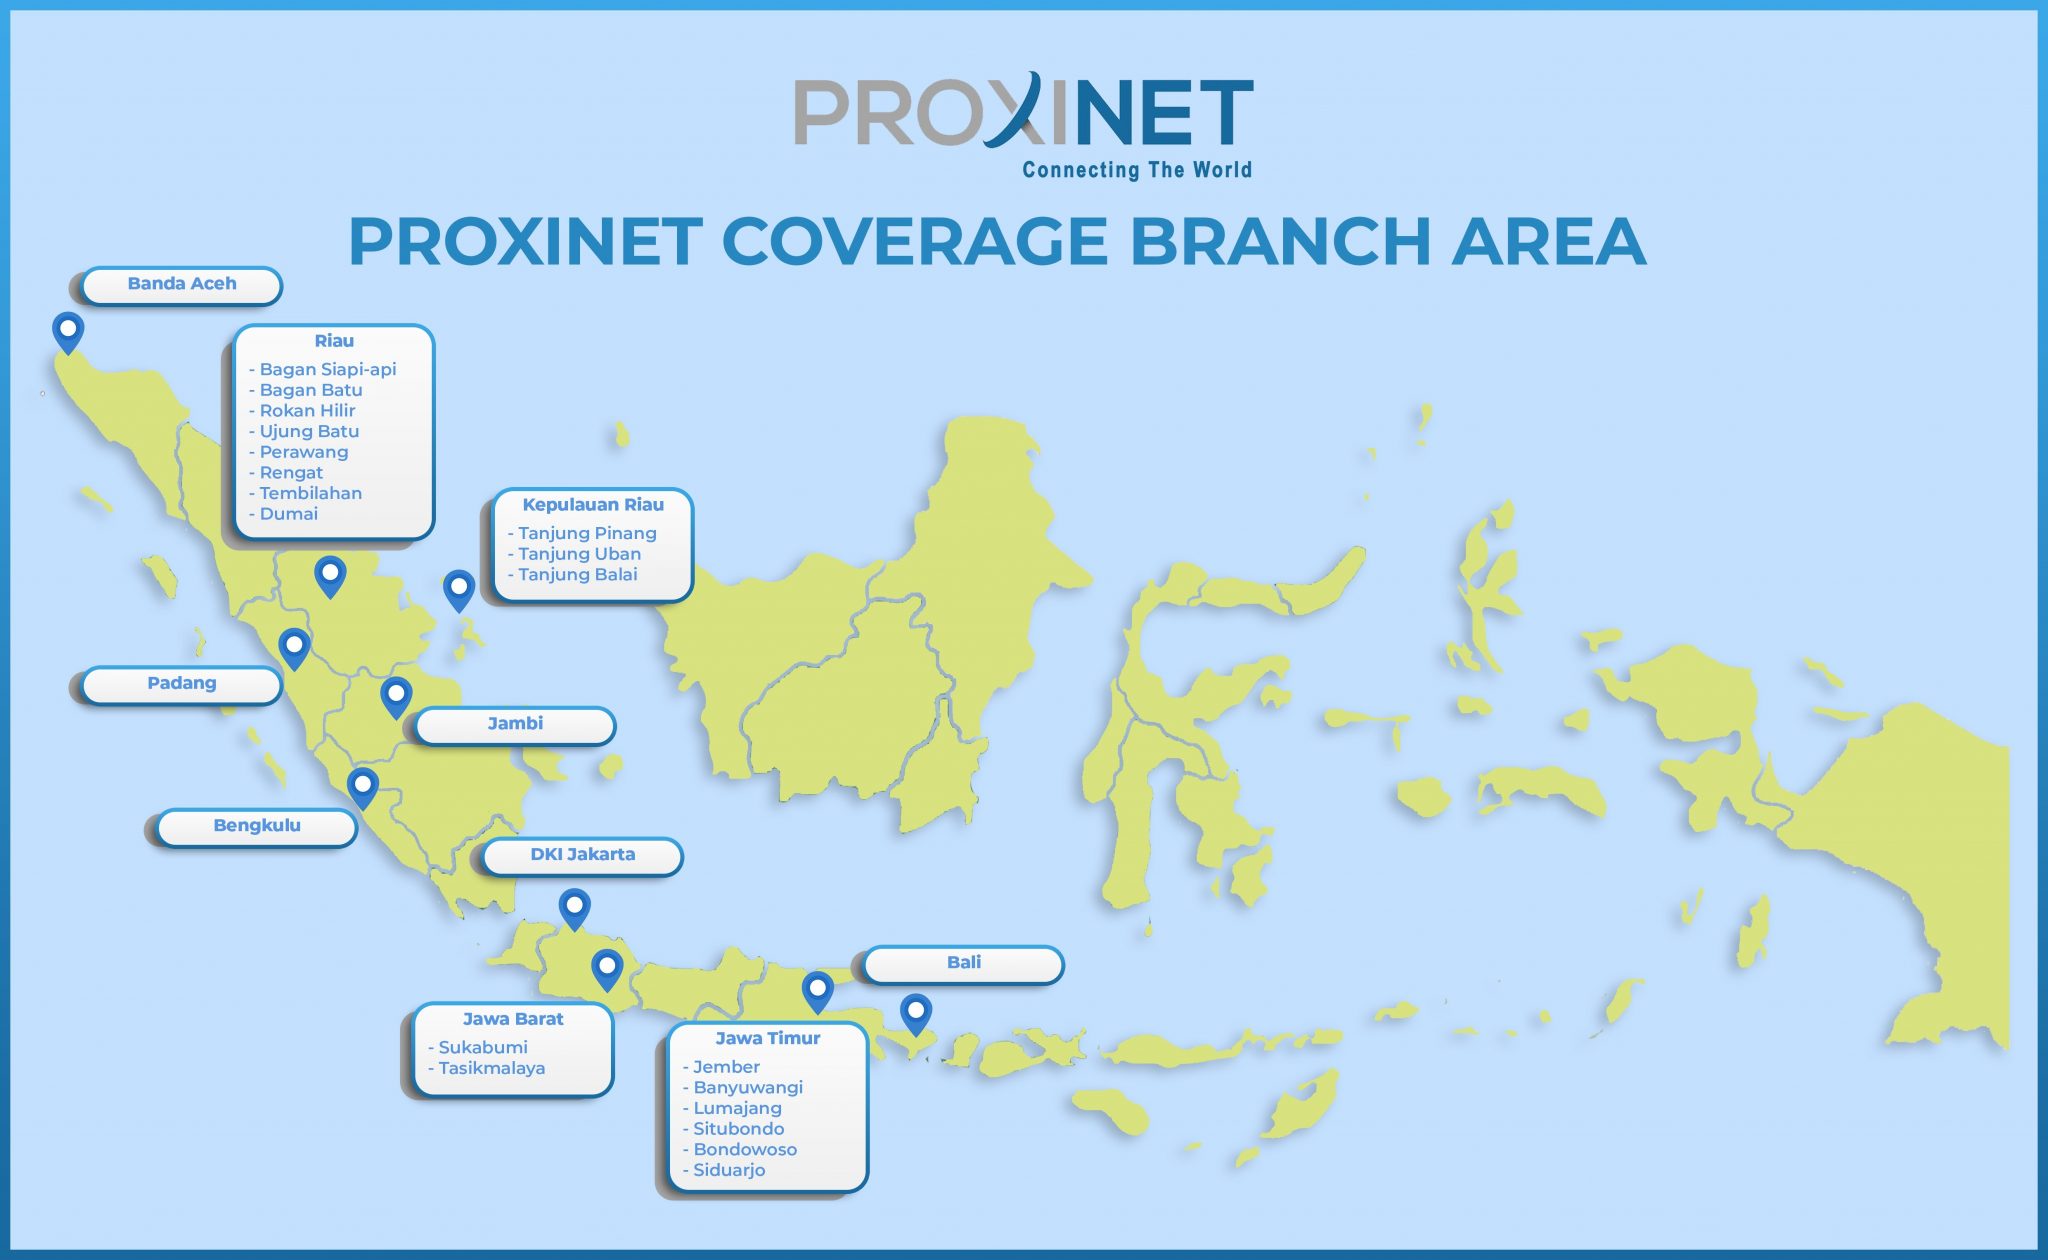 PROXINET
Connecting The World
PROXINET COVERAGE BRANCH AREA
Banda Aceh
Riau
- Bagan Siapi-api
- Bagan Batu
- Rokan Hilir
- Ujung Batu
- Perawang
- Rengat
- Tembilahan
- Dumai
Kepulauan Riau
- Tanjung Pinang
- Tanjung Uban
- Tanjung Balai
Padang
Jambi
Bengkulu
DKI Jakarta
Bali
Jawa Barat
- Sukabumi
- Tasikmalaya
Jawa Timur
- Jember
- Banyuwangi
- Lumajang
- Situbondo
- Bondowoso
- Siduarjo